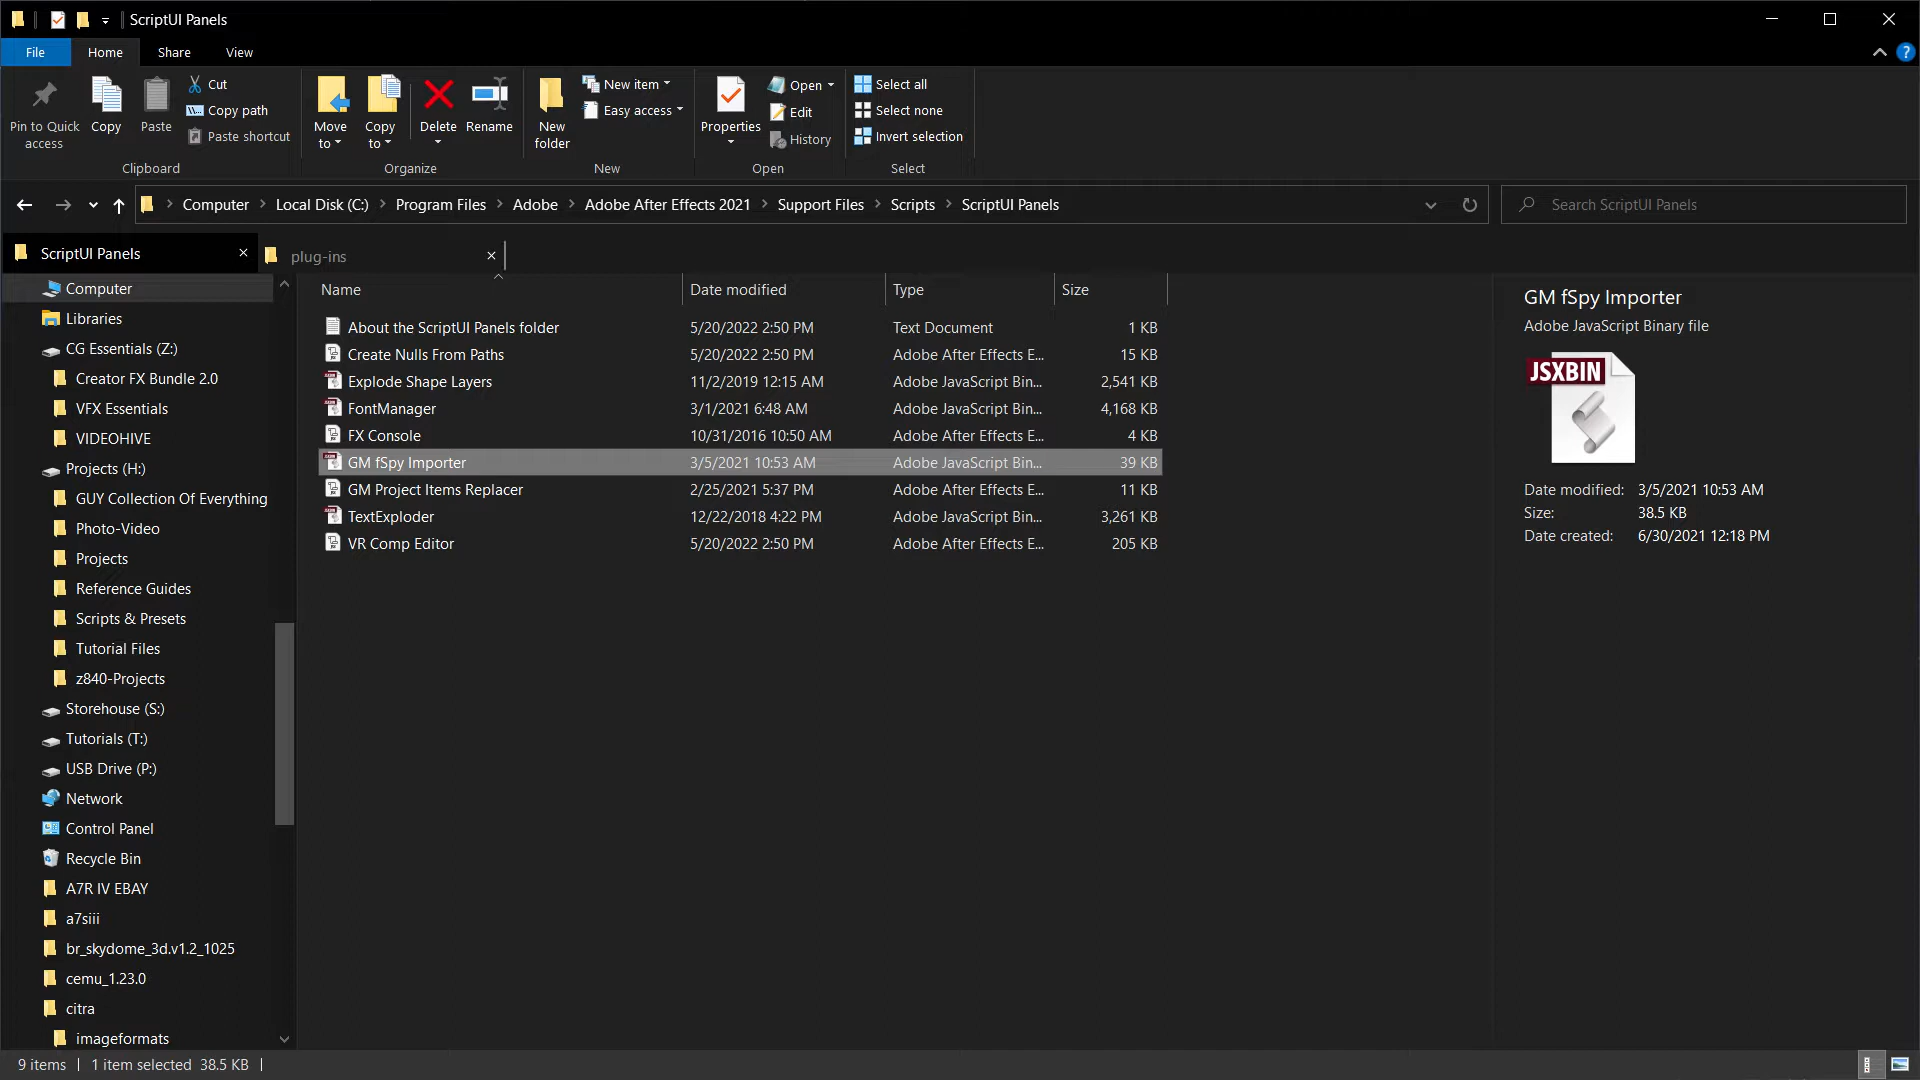 ScriptUI Panels
File Home Share View
Pin to Quick access
Copy
Paste
Cut
Copy path
Paste shortcut
Clipboard
Move to
Copy to
Delete
Rename
Organize
New folder
New item
Easy access
New
Properties
Open
Edit
History
Open
Select all
Select none
Invert selection
Select
Computer Local Disk (C:) Program Files Adobe Adobe After Effects 2021 Support Files Scripts ScriptUI Panels
Search ScriptUI Panels
ScriptUI Panels
plug-ins
Computer
Libraries
CG Essentials (Z:)
Creator FX Bundle 2.0
VFX Essentials
VIDEOHIVE
Projects (H:)
GUY Collection Of Everything
Photo-Video
Projects
Reference Guides
Scripts & Presets
Tutorial Files
z840-Projects
Storehouse (S:)
Tutorials (T:)
USB Drive (P:)
Network
Control Panel
Recycle Bin
A7R IV EBAY
a7siii
br_skydome_3d.v1.2_1025
cemu_1.23.0
citra
imageformats
Name Date modified Type Size
About the ScriptUI Panels folder 5/20/2022 2:50 PM Text Document 1 KB
Create Nulls From Paths 5/20/2022 2:50 PM Adobe After Effects E... 15 KB
Explode Shape Layers 11/2/2019 12:15 AM Adobe JavaScript Bin... 2,541 KB
FontManager 3/1/2021 6:48 AM Adobe JavaScript Bin... 4,168 KB
FX Console 10/31/2016 10:50 AM Adobe After Effects E... 4 KB
GM fSpy Importer 3/5/2021 10:53 AM Adobe JavaScript Bin... 39 KB
GM Project Items Replacer 2/25/2021 5:37 PM Adobe After Effects E... 11 KB
TextExploder 12/22/2018 4:22 PM Adobe JavaScript Bin... 3,261 KB
VR Comp Editor 5/20/2022 2:50 PM Adobe After Effects E... 205 KB
GM fSpy Importer
Adobe JavaScript Binary file
JSXBIN
Date modified: 3/5/2021 10:53 AM
Size: 38.5 KB
Date created: 6/30/2021 12:18 PM
9 items 1 item selected 38.5 KB